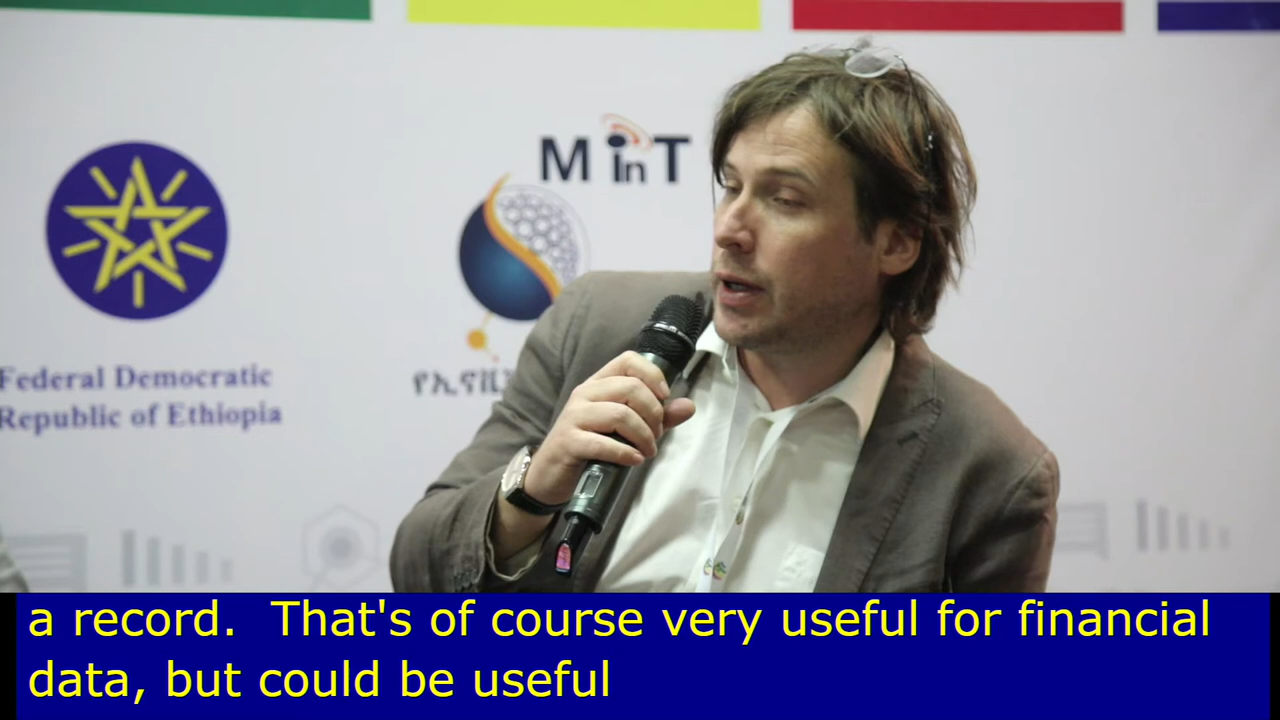 M in T
Federal Democratic
Republic of Ethiopia
a record. That's of course very useful for financial
data, but could be useful